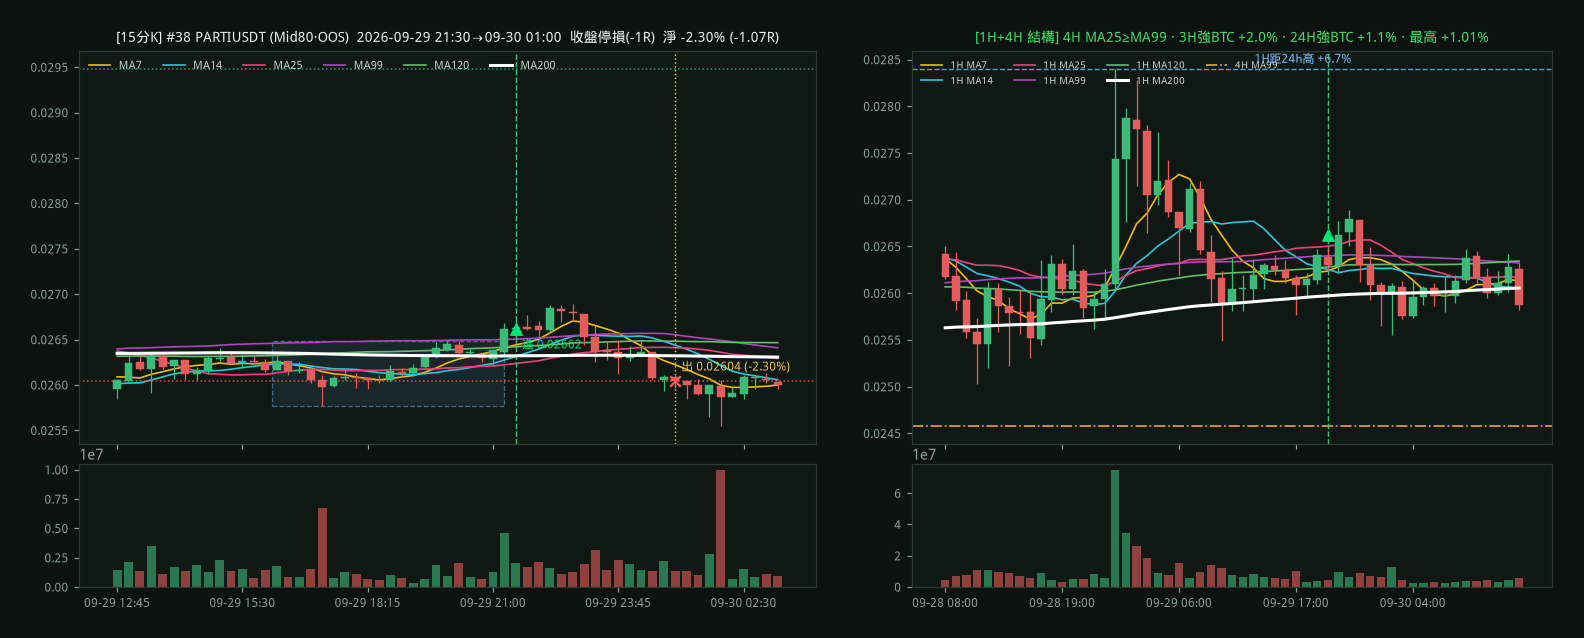 [15分K] #38 PARTIUSDT (Mid80·OOS)  2026-09-29 21:30→09-30 01:00  收盤停損(-1R)  淨 -2.30% (-1.07R)
MA7 MA14 MA25 MA99 MA120 MA200
0.0295
0.0290
0.0285
0.0280
0.0275
0.0270
0.0265
0.0260
0.0255
0.02662
出 0.02604 (-2.30%)
1e7
1.00
0.75
0.50
0.25
0.00
09-29 12:45 09-29 15:30 09-29 18:15 09-29 21:00 09-29 23:45 09-30 02:30
[1H+4H 結構] 4H MA25≥MA99 · 3H強BTC +2.0% · 24H強BTC +1.1% · 最高 +1.01%
1H距24h高 +6.7%
1H MA7 1H MA25 1H MA120 4H MA99
1H MA14 1H MA99 1H MA200
0.0285
0.0280
0.0275
0.0270
0.0265
0.0260
0.0255
0.0250
0.0245
1e7
6
4
2
0
09-28 08:00 09-28 19:00 09-29 06:00 09-29 17:00 09-30 04:00